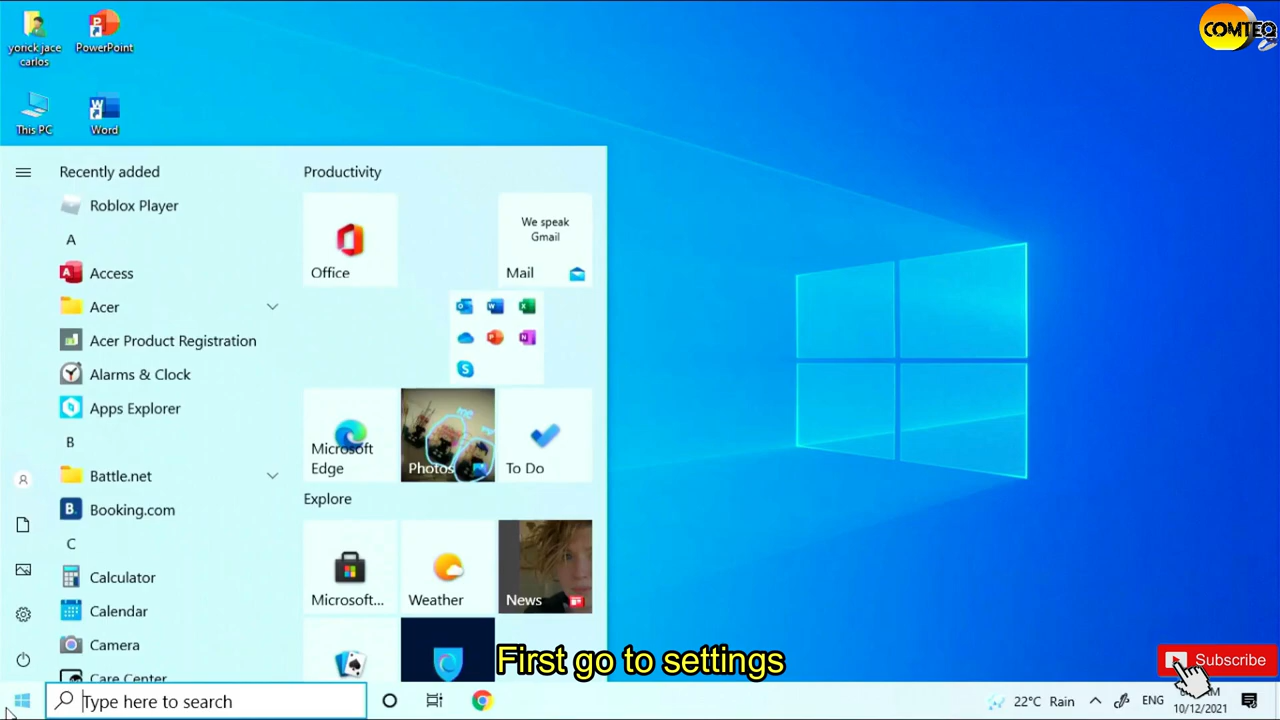 yorick jace
carlos
PowerPoint
This PC
Word
COMTEQ
Recently added
Roblox Player
A
Access
Acer
Acer Product Registration
Alarms & Clock
Apps Explorer
B
Battle.net
Booking.com
C
Calculator
Calendar
Camera
Care Center
Productivity
Office
We speak
Gmail
Mail
Microsoft
Edge
Photos
To Do
Explore
Microsoft...
Weather
News
First go to settings
Subscribe
Type here to search
22°C Rain
ENG
10/12/2021